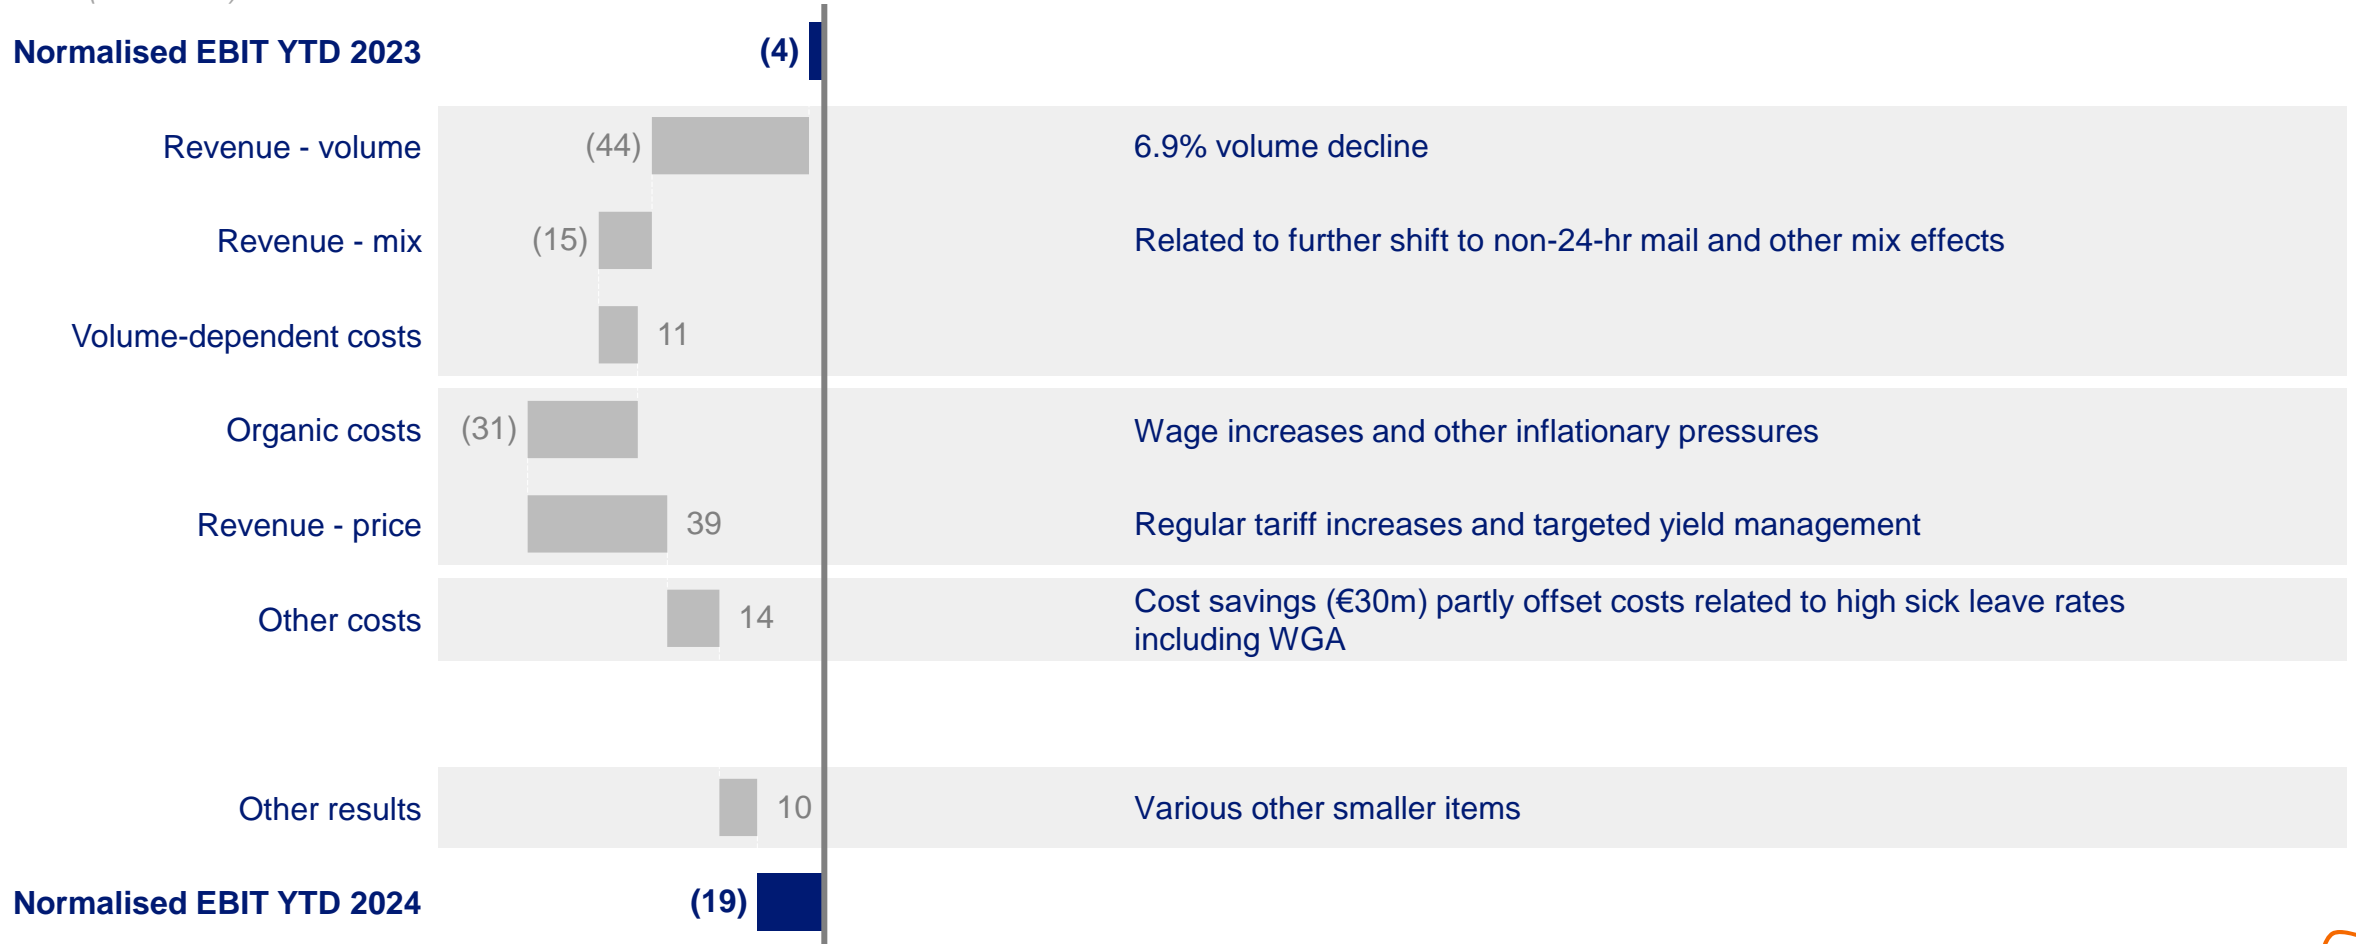 Normalised EBIT YTD 2023 (4)
Revenue - volume (44) 6.9% volume decline
Revenue - mix (15) Related to further shift to non-24-hr mail and other mix effects
Volume-dependent costs 11
Organic costs (31) Wage increases and other inflationary pressures
Revenue - price 39 Regular tariff increases and targeted yield management
Other costs 14 Cost savings (€30m) partly offset costs related to high sick leave rates
including WGA
Other results 10 Various other smaller items
Normalised EBIT YTD 2024 (19)